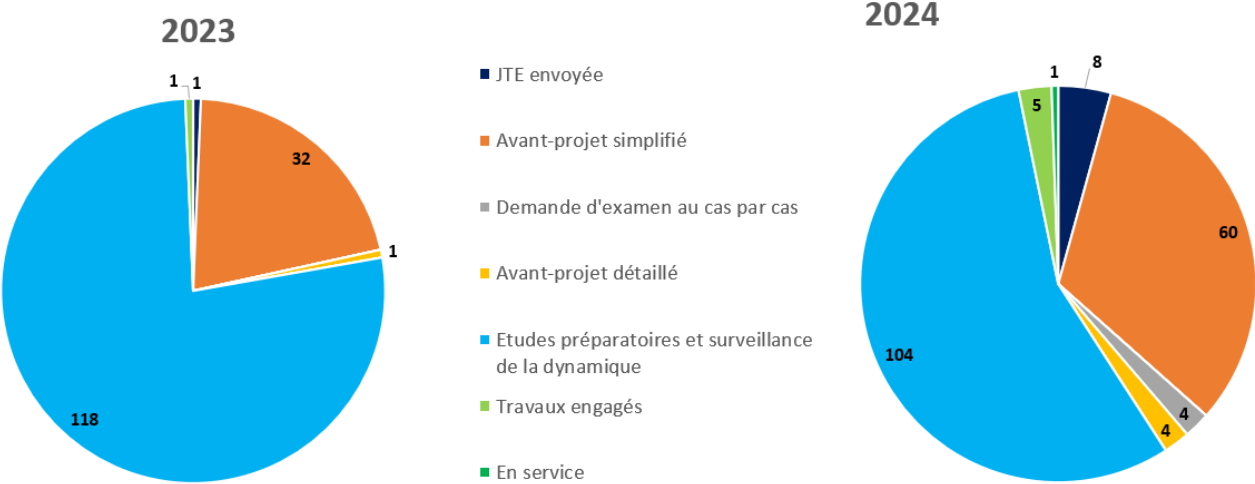 2023
1
1
32
1
118
JTE envoyée
Avant-projet simplifié
Demande d'examen au cas par cas
Avant-projet détaillé
Etudes préparatoires et surveillance
de la dynamique
Travaux engagés
En service
2024
1
8
5
60
104
4
4